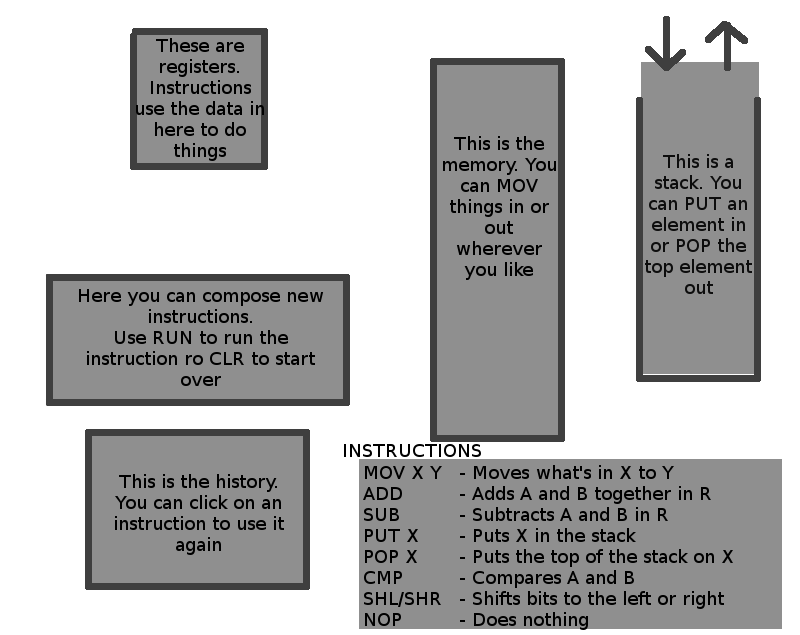 These are
registers.
Instructions
use the data in
here to do
things
This is the
memory. You
can MOV
things in or
out
wherever
you like
This is a
stack. You
can PUT an
element in
or POP the
top element
out
Here you can compose new
instructions.
Use RUN to run the
instruction ro CLR to start
over
This is the history.
You can click on an
instruction to use it
again
INSTRUCTIONS
MOV X Y - Moves what's in X to Y
ADD - Adds A and B together in R
SUB - Subtracts A and B in R
PUT X - Puts X in the stack
POP X - Puts the top of the stack on X
CMP - Compares A and B
SHL/SHR - Shifts bits to the left or right
NOP - Does nothing